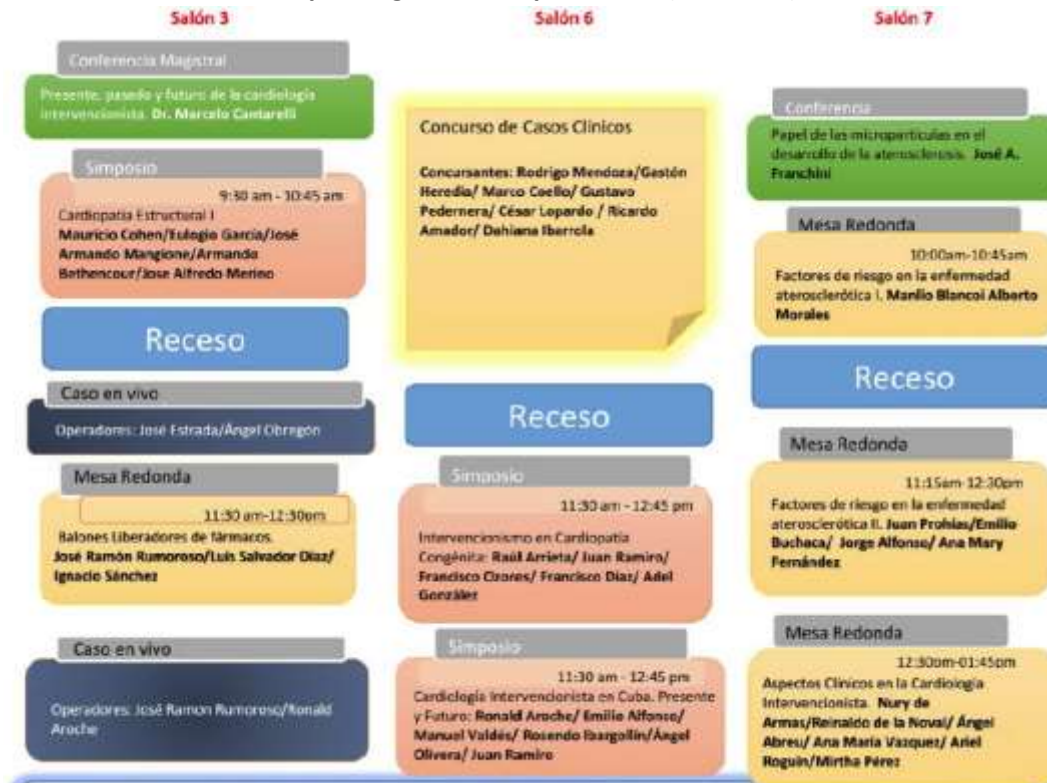 Salón 3
Conferencia Magistral
Presente, pasado y futuro de la cardiología
intervencionista. Dr. Marcelo Cantarelli
Simposio
9:30 am - 10:45 am
Cardiopatía Estructural I
Mauricio Cohen/Eulogio García/José
Armando Mangione/Armando
Bethencour/Jose Alfredo Merino
Receso
Caso en vivo
Operadores: José Estrada/Ángel Obregón
Mesa Redonda
11:30 am-12:30pm
Balones Liberadores de fármacos.
José Ramón Rumoroso/Luis Salvador Díaz/
Ignacio Sánchez
Caso en vivo
Operadores: José Ramon Rumoroso/Ronald
Aroche
Salón 6
Concurso de Casos Clínicos
Concursantes: Rodrigo Mendoza/Gastón
Heredia/ Marco Coello/ Gustavo
Pedernera/ César Lopardo / Ricardo
Amador/ Dahiana Iberrola
Receso
Simposio
11:30 am - 12:45 pm
Intervencionismo en Cardiopatía
Congénita: Raúl Arrieta/ Juan Ramiro/
Francisco Ozores/ Francisco Díaz/ Adel
González
Simposio
11:30 am - 12:45 pm
Cardiología Intervencionista en Cuba. Presente
y Futuro: Ronald Aroche/ Emilio Alfonso/
Manuel Valdés/ Rosendo Ibargollín/Ángel
Olivera/ Juan Ramiro
Salón 7
Conferencia
Papel de las micropartículas en el
desarrollo de la aterosclerosis. José A.
Franchini
Mesa Redonda
10:00am-10:45am
Factores de riesgo en la enfermedad
aterosclerótica I. Manlio Blancoi Alberto
Morales
Receso
Mesa Redonda
11:15am-12:30pm
Factores de riesgo en la enfermedad
aterosclerótica II. Juan Prohías/Emilio
Buchaca/ Jorge Alfonso/ Ana Mary
Fernández
Mesa Redonda
12:30pm-01:45pm
Aspectos Clínicos en la Cardiología
Intervencionista. Nury de
Armas/Reinaldo de la Noval/ Ángel
Abreu/ Ana María Vazquez/ Ariel
Roguin/Mirtha Pérez